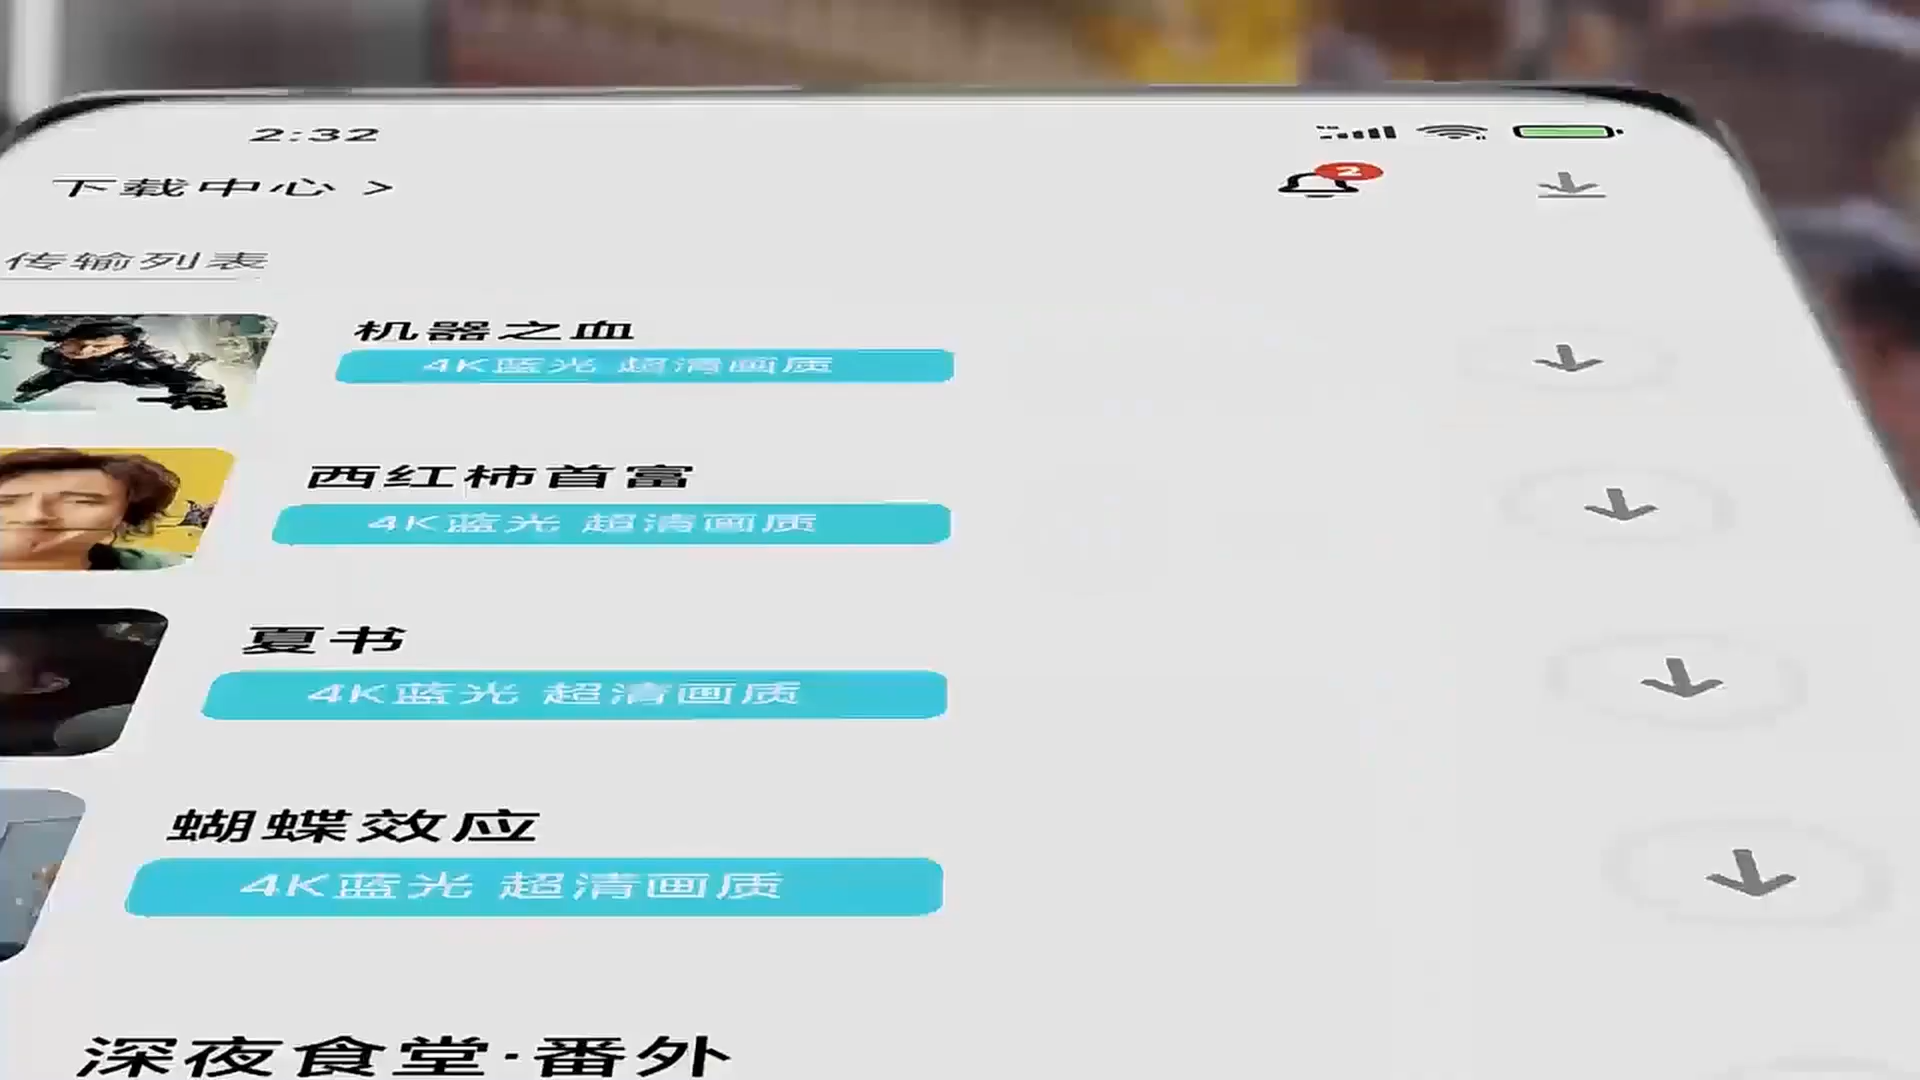 2:32
下载中心 >
2
传输列表
机器之血
4K蓝光 超清画质
西红柿首富
4K蓝光 超清画质
夏书
4K蓝光 超清画质
蝴蝶效应
4K蓝光 超清画质
深夜食堂·番外